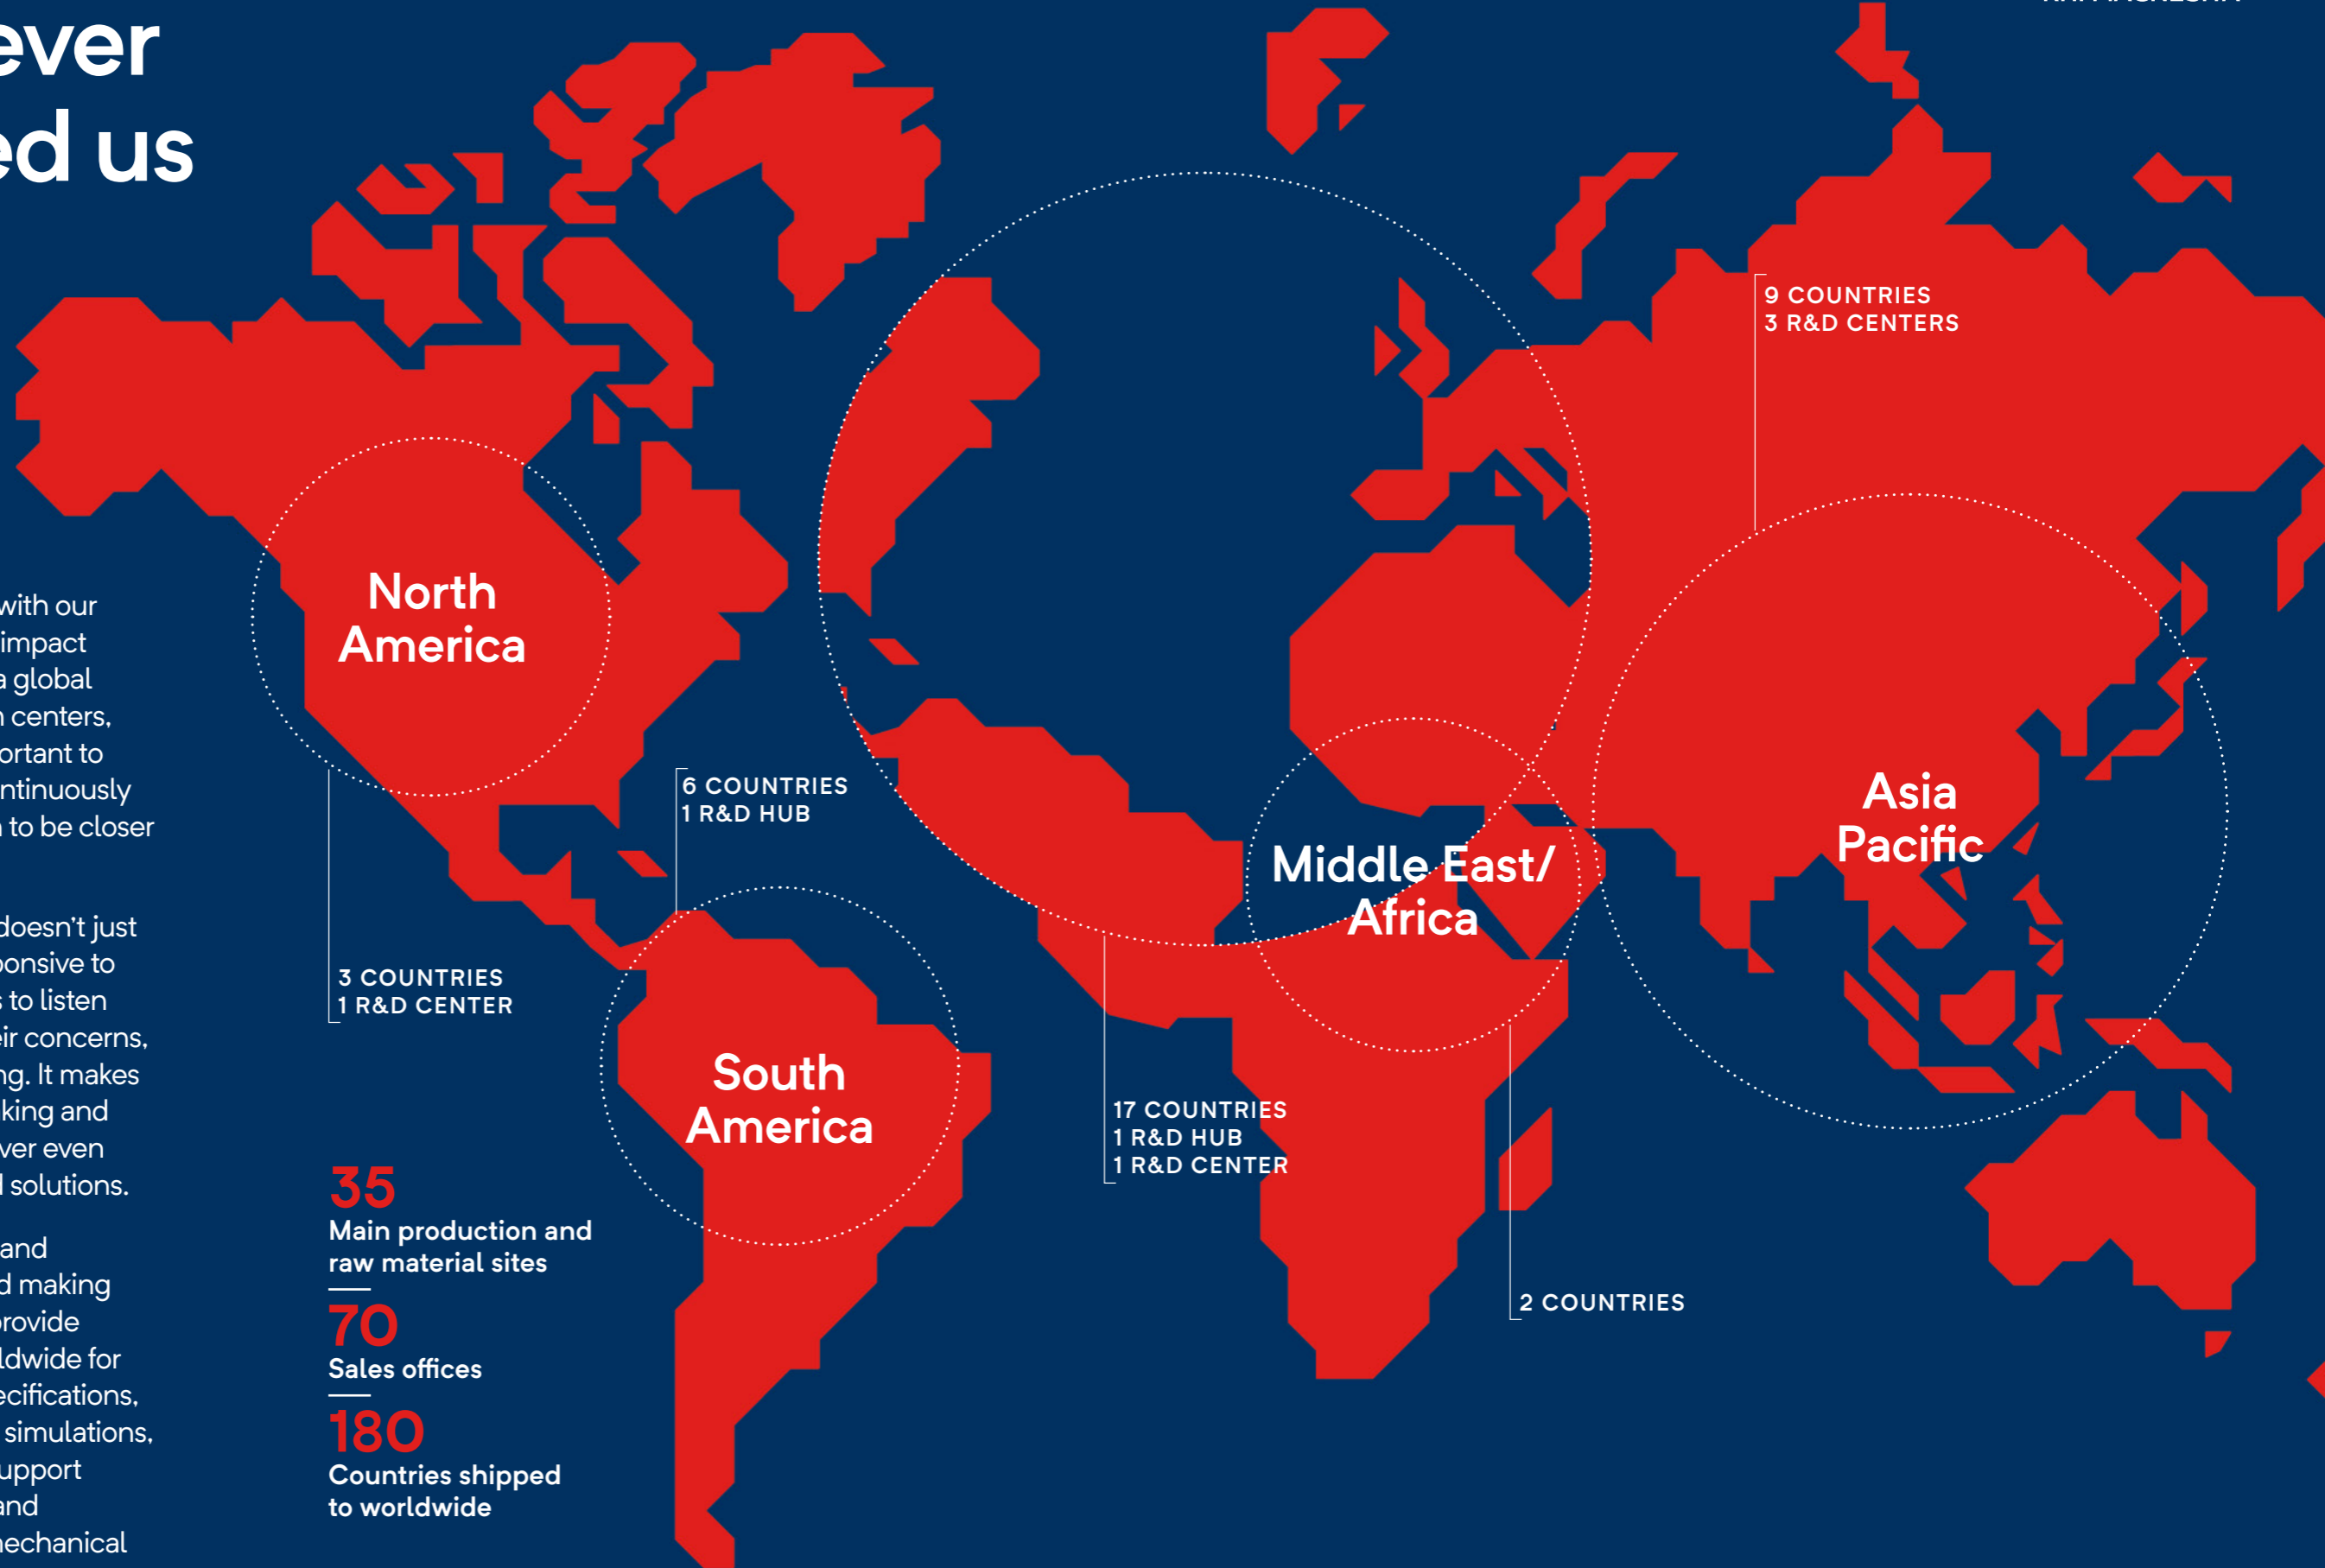 ever
ed us
with our
impact
a global
centers,
ortant to
ntinuously
to be closer
doesn't just
ponsive to
to listen
eir concerns,
ng. It makes
king and
ver even
solutions.
and
making
provide
ldwide for
ecifications,
simulations,
upport
and
echanical
North
America
3 COUNTRIES
1 R&D CENTER
6 COUNTRIES
1 R&D HUB
South
America
17 COUNTRIES
1 R&D HUB
1 R&D CENTER
Middle East/
Africa
2 COUNTRIES
9 COUNTRIES
3 R&D CENTERS
Asia
Pacific
35
Main production and
raw material sites
70
Sales offices
180
Countries shipped
to worldwide